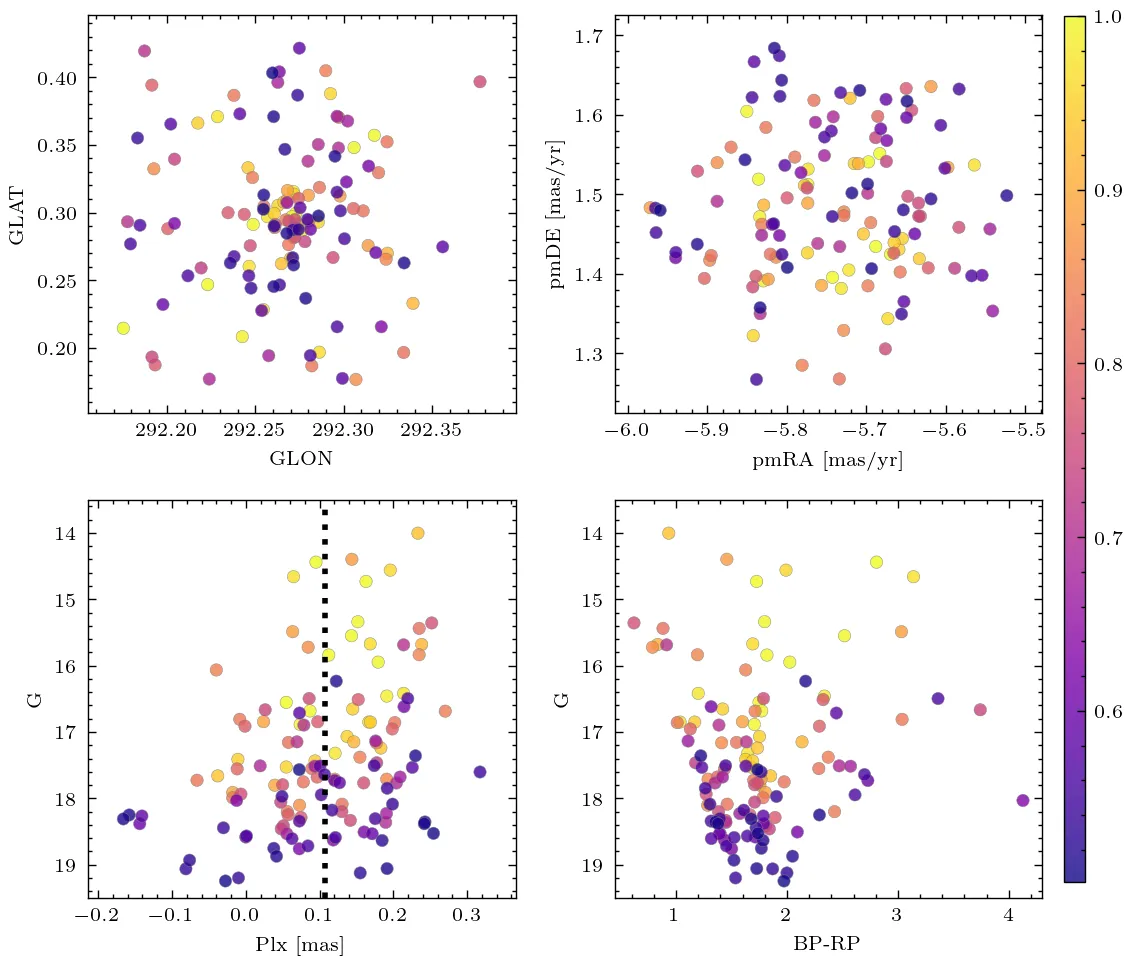 0.40
0.35
0.30
0.25
0.20
GLAT
292.20 292.25 292.30 292.35
GLON
1.7
1.6
1.5
1.4
1.3
pmDE [mas/yr]
−6.0 −5.9 −5.8 −5.7 −5.6 −5.5
pmRA [mas/yr]
14
15
16
17
18
19
G
−0.2 −0.1 0.0 0.1 0.2 0.3
Plx [mas]
14
15
16
17
18
19
G
1 2 3 4
BP-RP
1.0
0.9
0.8
0.7
0.6